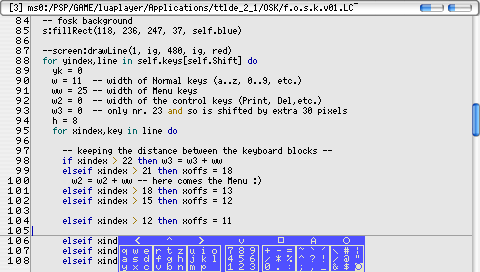 [3] ms0:/PSP/GAME/luaplayer/Applications/ttlde_2_1/OSK/f.o.s.k.v01.LC
84 -- fosk background
85 s:fillRect(118, 236, 247, 37, self.blue)
86
87 --screen:drawLine(1, ig, 480, ig, red)
88 for yindex,line in self.keys[self.Shift] do
89 yk = 0
90 w = 11 -- width of Normal keys (a..z, 0..9, etc.)
91 ww = 25 -- width of Menu keys
92 w2 = 0 -- width of the control keys (Print, Del,etc.)
93 w3 = 0 -- only nr. 23 and so is shifted by extra 30 pixels
94 h = 8
95 for xindex,key in line do
96
97 -- keeping the distance between the keyboard blocks --
98 if xindex > 22 then w3 = w3 + ww
99 elseif xindex > 21 then xoffs = 18
100 w2 = w2 + ww -- here comes the Menu :)
101 elseif xindex > 18 then xoffs = 13
102 elseif xindex > 15 then xoffs = 12
103
104 elseif xindex > 12 then xoffs = 11
105
106 elseif xind
107 elseif xind
108 elseif xind
< ^ > v □ A O
q w e r t z u i o 7 8 9 + - =
a s d f g h j k l 4 5 6 / * %
y x c v b n m p 1 2 3 0 . :